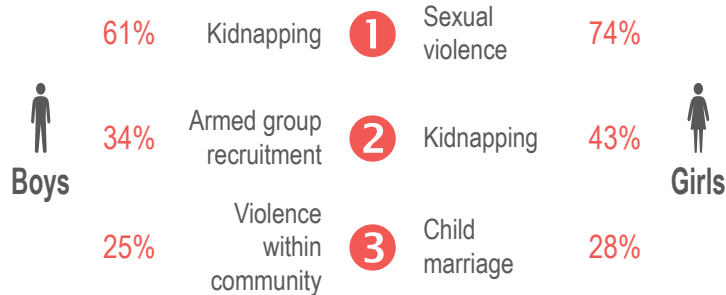 61% Kidnapping 1 Sexual violence 74%
Boys
34% Armed group recruitment 2 Kidnapping 43%
Girls
25% Violence within community 3 Child marriage 28%